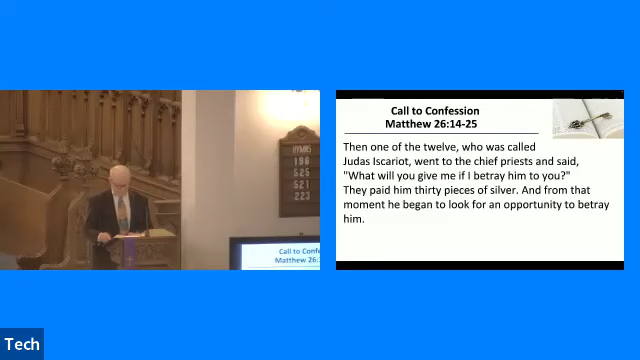 HYMNS
196
525
521
223
Call to Confe
Matthew 26:
Call to Confession
Matthew 26:14-25
Then one of the twelve, who was called
Judas Iscariot, went to the chief priests and said,
"What will you give me if I betray him to you?"
They paid him thirty pieces of silver. And from that
moment he began to look for an opportunity to betray
him.
Tech